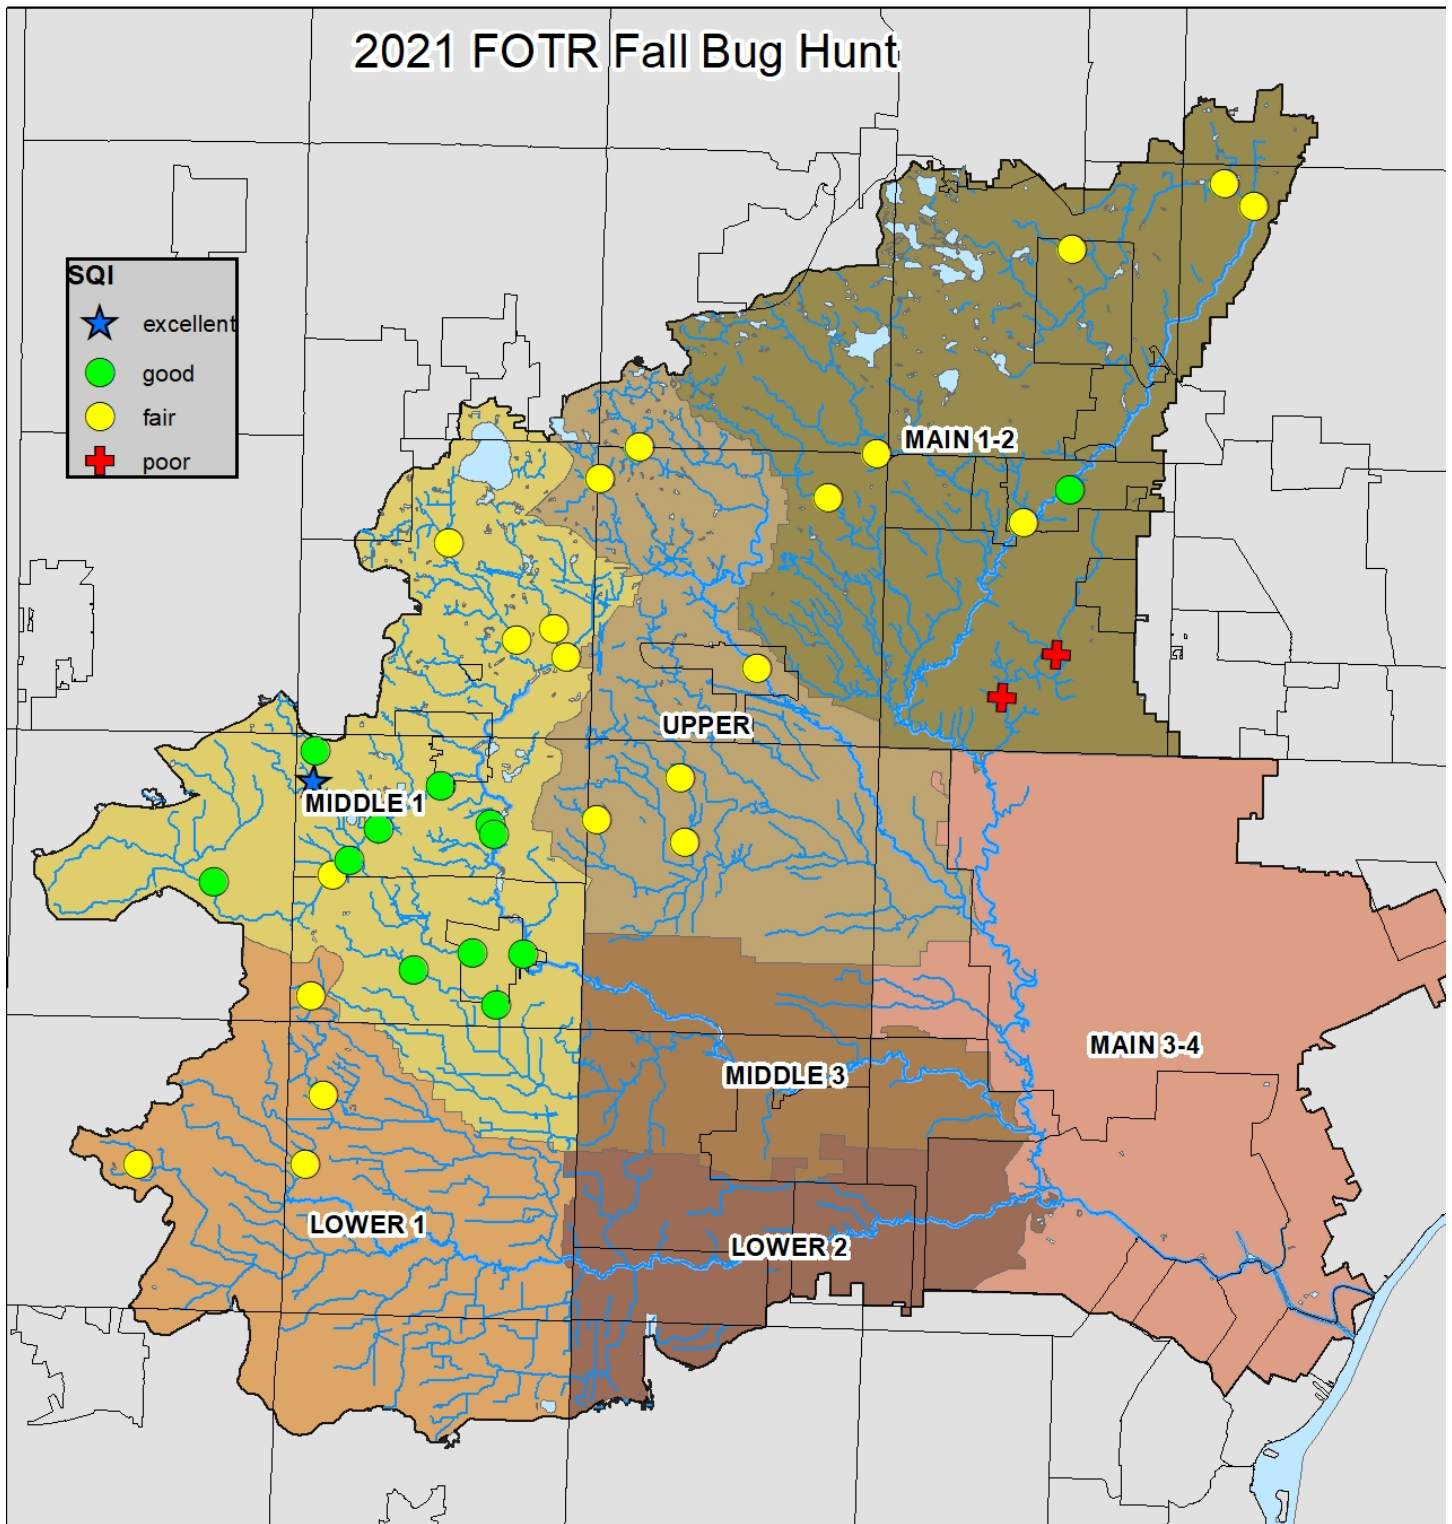 2021 FOTR Fall Bug Hunt
SQI
excellent
good
fair
poor
MAIN 1-2
UPPER
MIDDLE 1
MAIN 3-4
MIDDLE 3
LOWER 1
LOWER 2